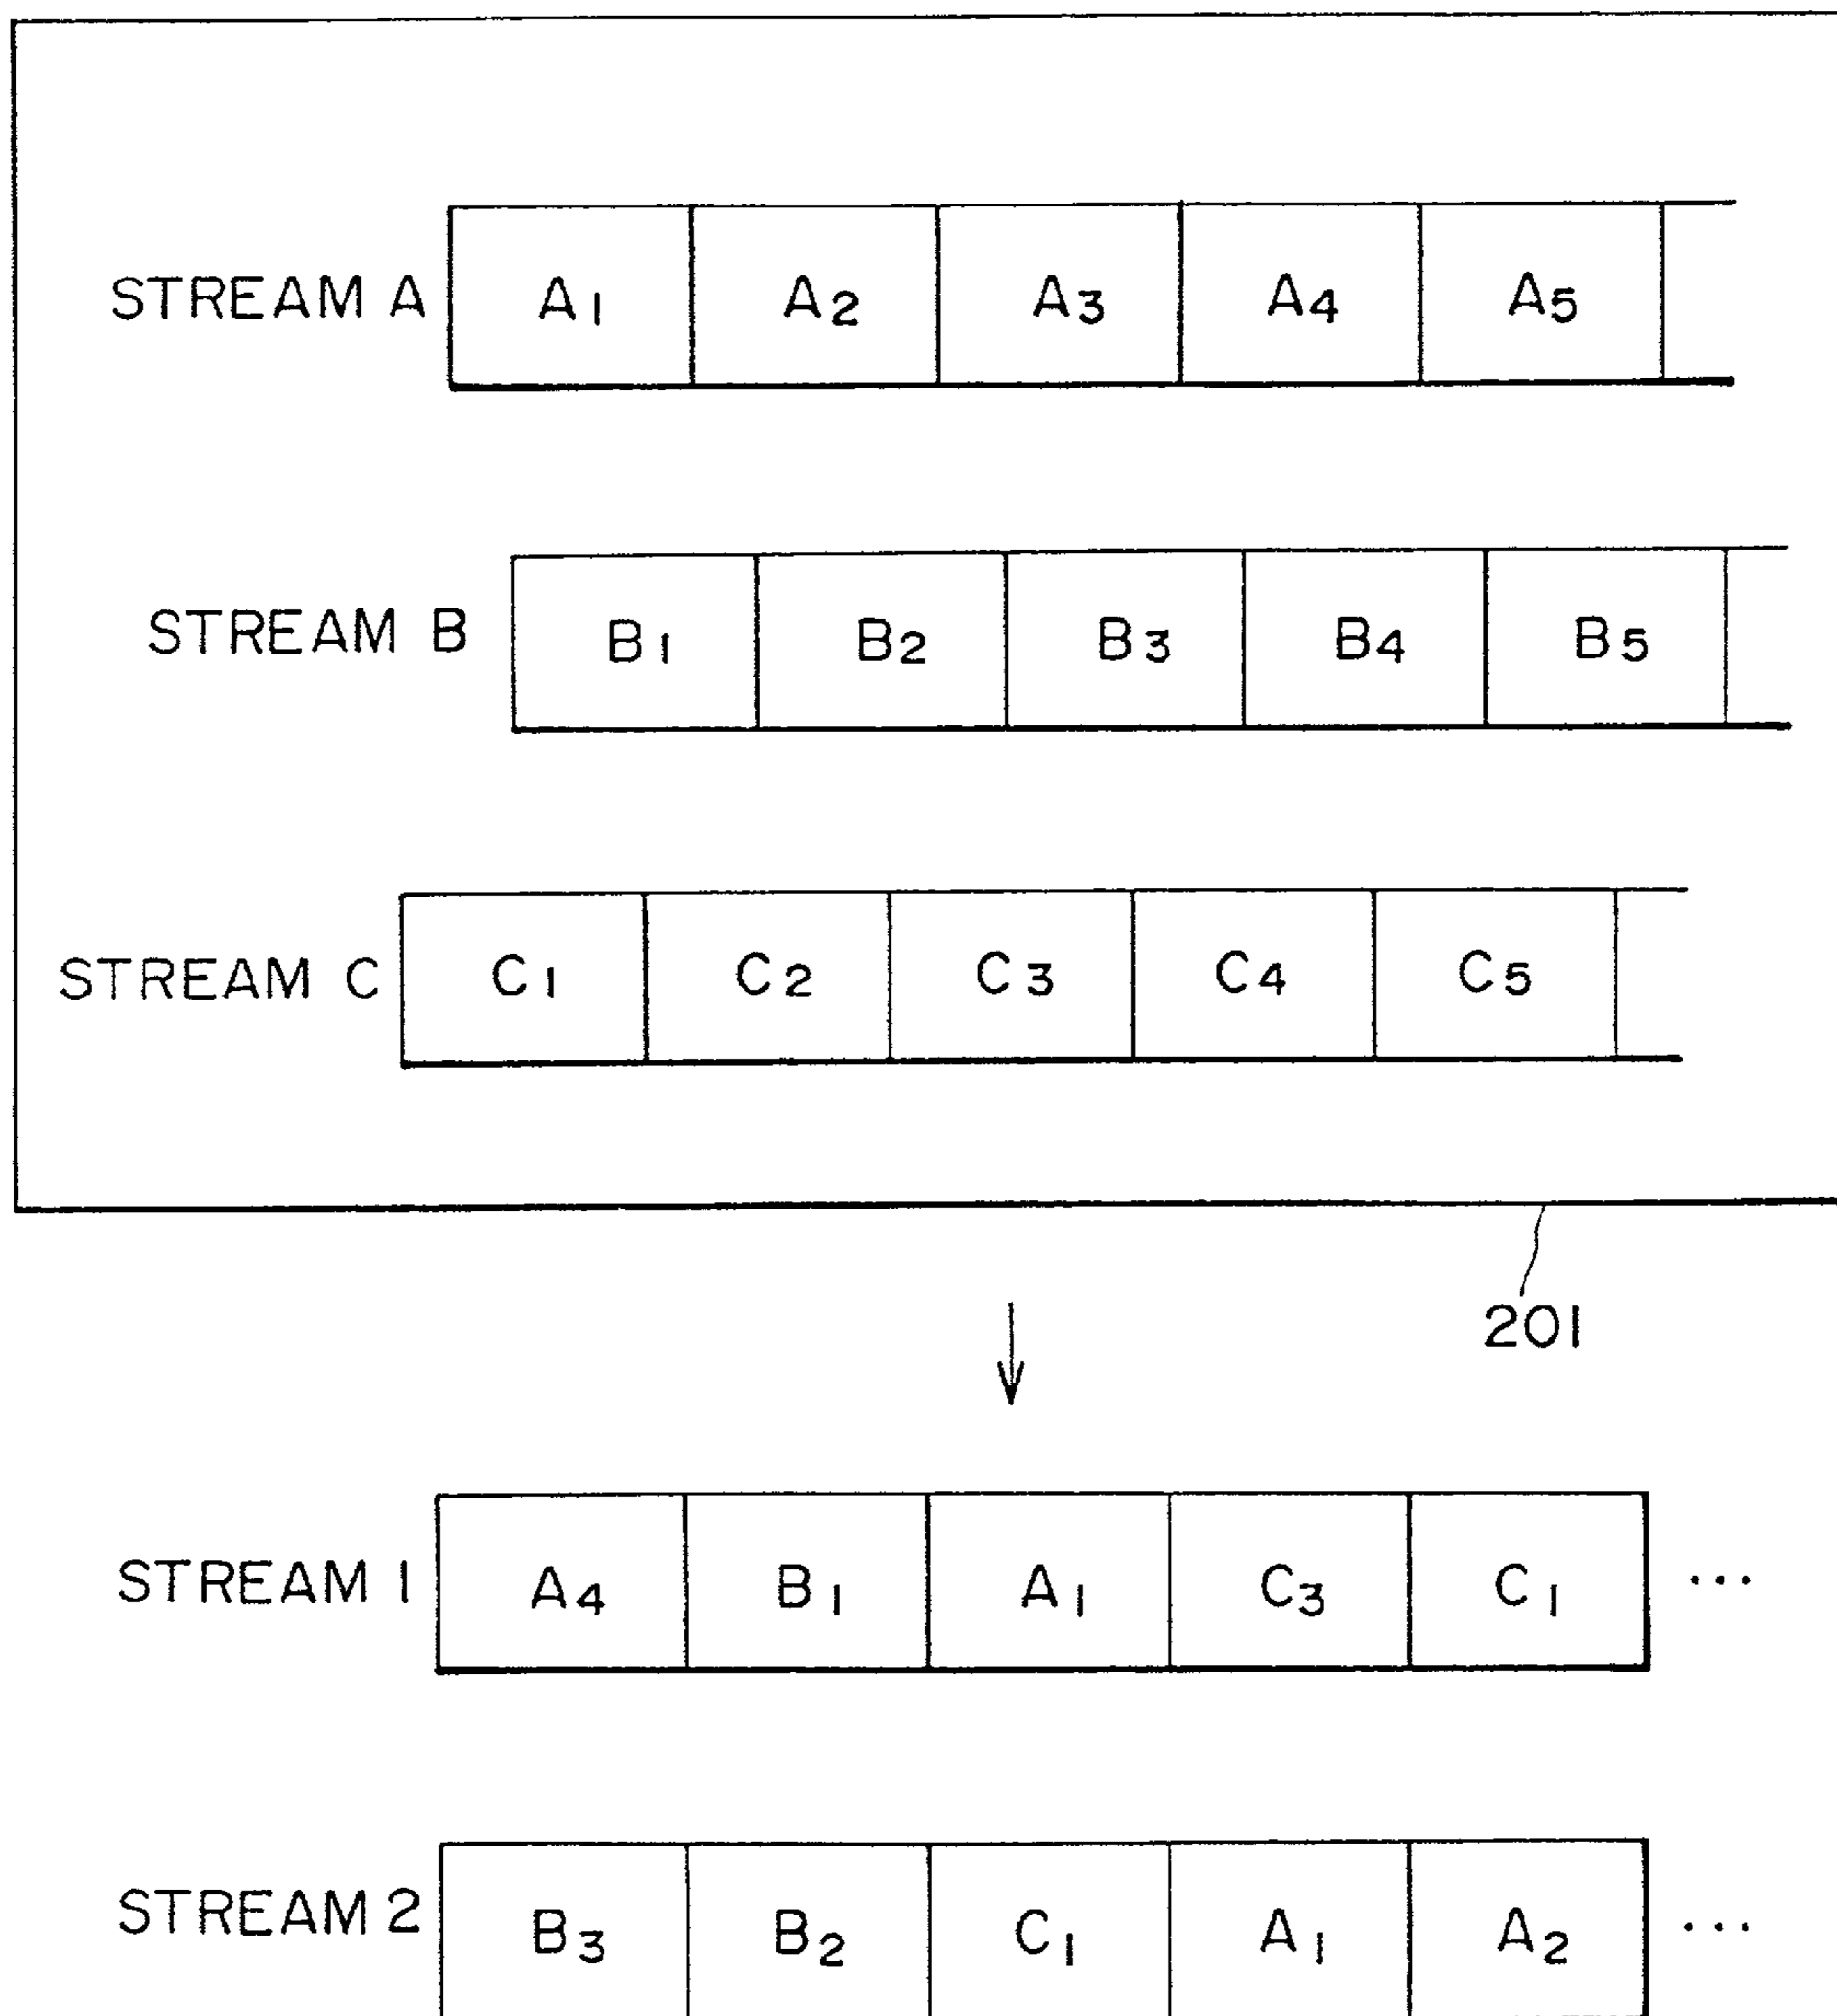 STREAM A A1 A2 A3 A4 A5
STREAM B B1 B2 B3 B4 B5
STREAM C C1 C2 C3 C4 C5
201
STREAM 1 A4 B1 A1 C3 C1 ...
STREAM 2 B3 B2 C1 A1 A2 ...